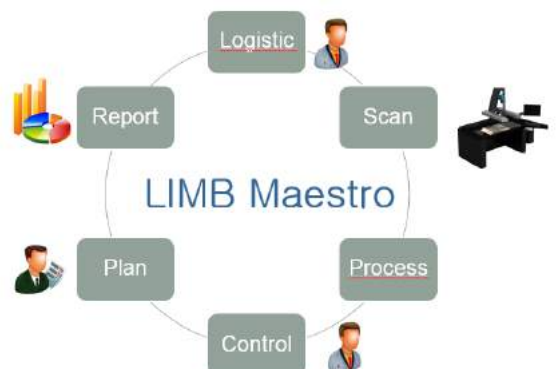 Logistic
Report
Scan
LIMB Maestro
Plan
Process
Control